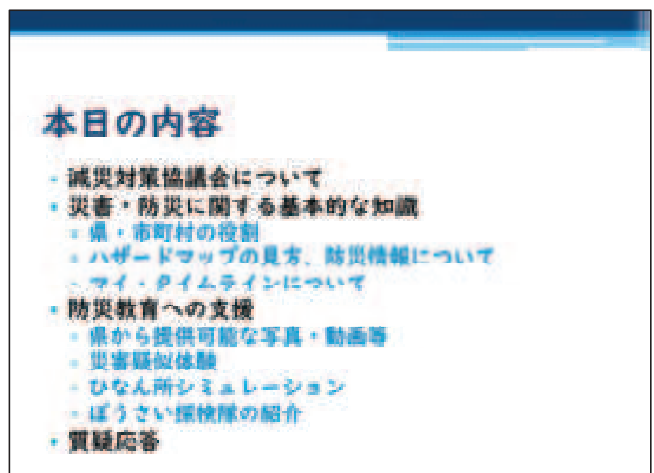 本日の内容
・減災対策協議会について
・災害・防災に関する基本的な知識
・県・市町村の役割
・ハザードマップの見方、防災情報について
・マイ・タイムラインについて
・防災教育への支援
・県から提供可能な写真・動画等
・災害疑似体験
・ひなん所シミュレーション
・ぼうさい探検隊の紹介
・質疑応答